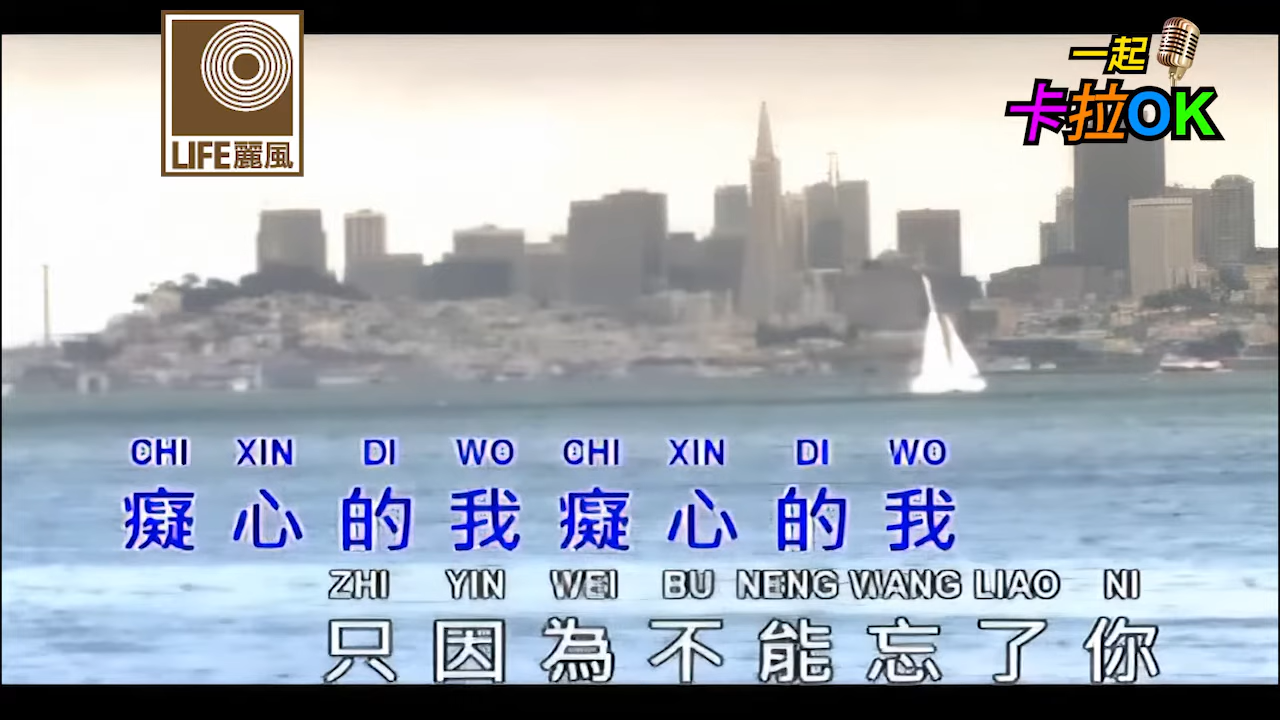 LIFE麗風
一起
卡拉OK
CHI XIN DI WO CHI XIN DI WO
癡心的我癡心的我
ZHI YIN WEI BU NENG WANG LIAO NI
只因為不能忘了你